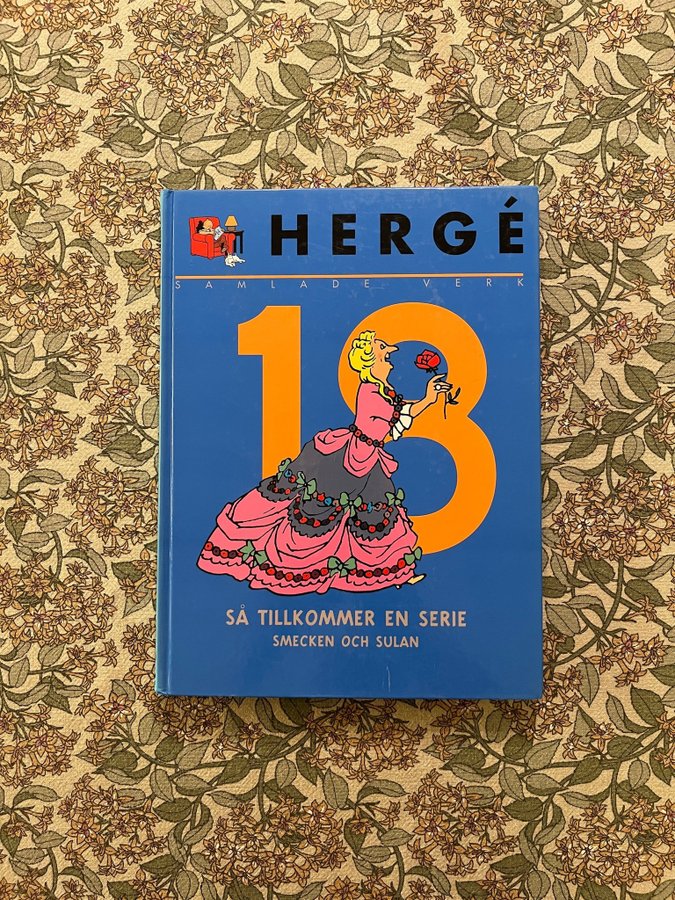 HERGÉ
SAMLADE VERK
18
SÅ TILLKOMMER EN SERIE
SMECKEN OCH SULAN